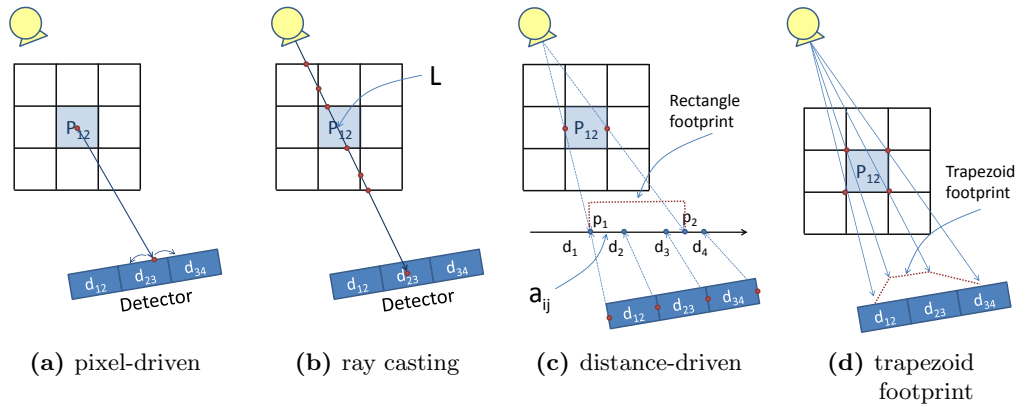 P12
d12 d23 d34
Detector
(a) pixel-driven
L
P12
d12 d23 d34
Detector
(b) ray casting
Rectangle
footprint
P12
p1 p2
d1 d2 d3 d4
aij
d12 d23 d34
(c) distance-driven
P12
Trapezoid
footprint
d12 d23 d34
(d) trapezoid
footprint